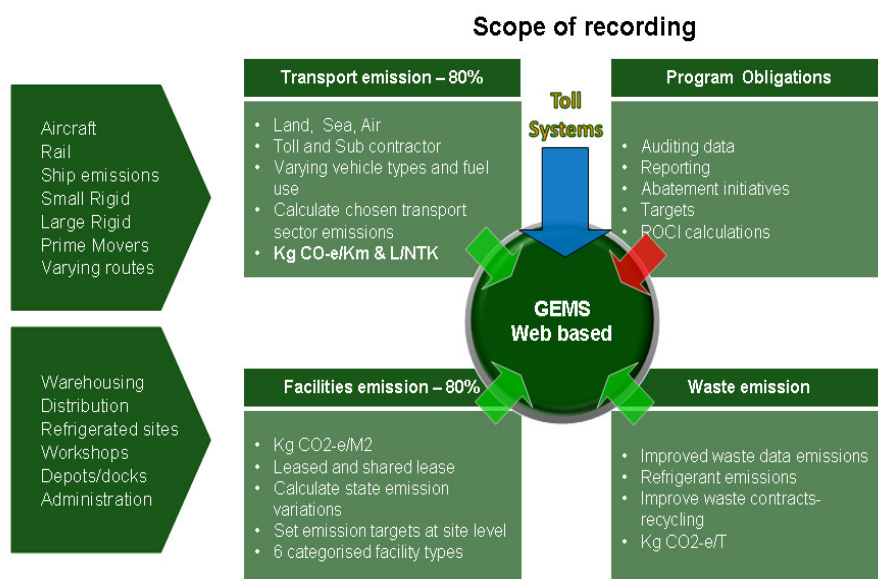 Scope of recording
Aircraft
Rail
Ship emissions
Small Rigid
Large Rigid
Prime Movers
Varying routes
Transport emission – 80%
• Land, Sea, Air
• Toll and Sub contractor
• Varying vehicle types and fuel
use
• Calculate chosen transport
sector emissions
• Kg CO-e/Km & L/NTK
Toll
Systems
Program Obligations
• Auditing data
• Reporting
• Abatement initiatives
• Targets
• ROCI calculations
GEMS
Web based
Warehousing
Distribution
Refrigerated sites
Workshops
Depots/docks
Administration
Facilities emission – 80%
• Kg CO2-e/M2
• Leased and shared lease
• Calculate state emission
variations
• Set emission targets at site level
• 6 categorised facility types
Waste emission
• Improved waste data emissions
• Refrigerant emissions
• Improve waste contracts-
recycling
• Kg CO2-e/T